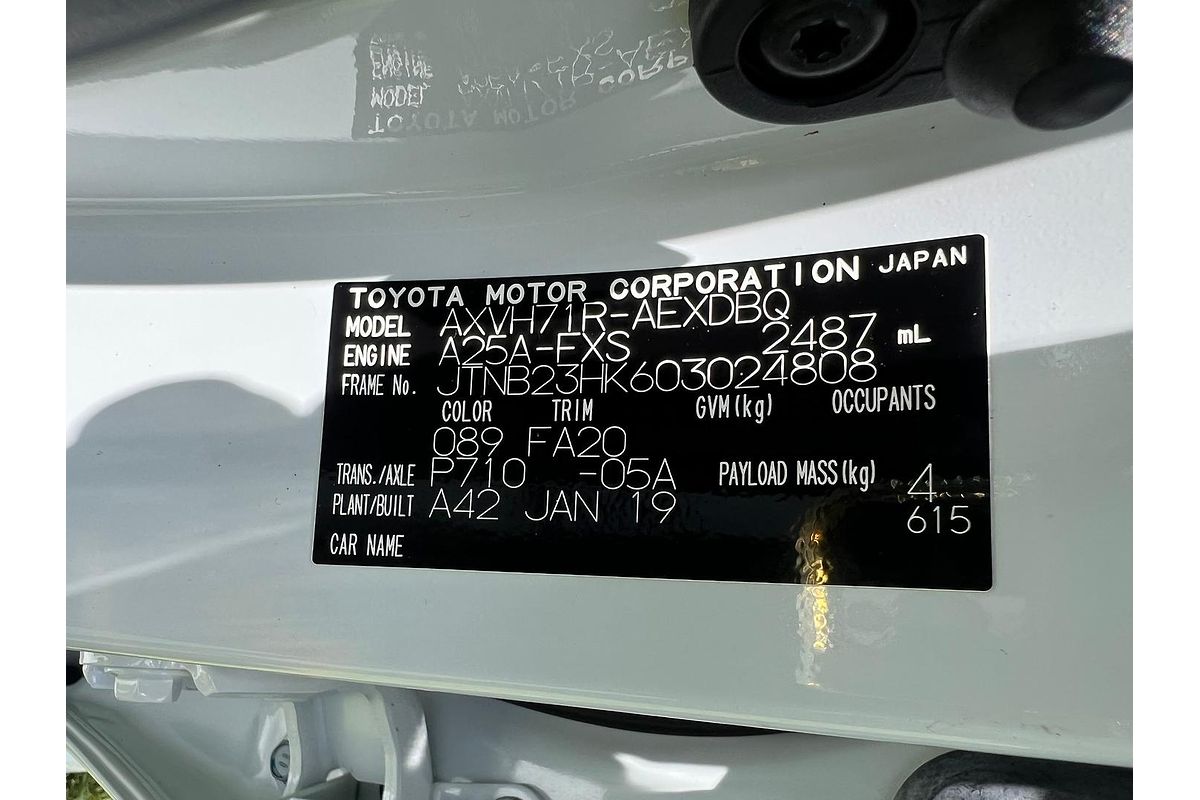 TOYOTA MOTOR CORPORATION JAPAN
MODEL AXVH71R-AEXDBQ
ENGINE A25A-FXS 2487 mL
FRAME No. JTNB23HK603024808
COLOR TRIM GVM(kg) OCCUPANTS
089 FA20
TRANS./AXLE P710 -05A PAYLOAD MASS(kg) 4
PLANT/BUILT A42 JAN 19 615
CAR NAME